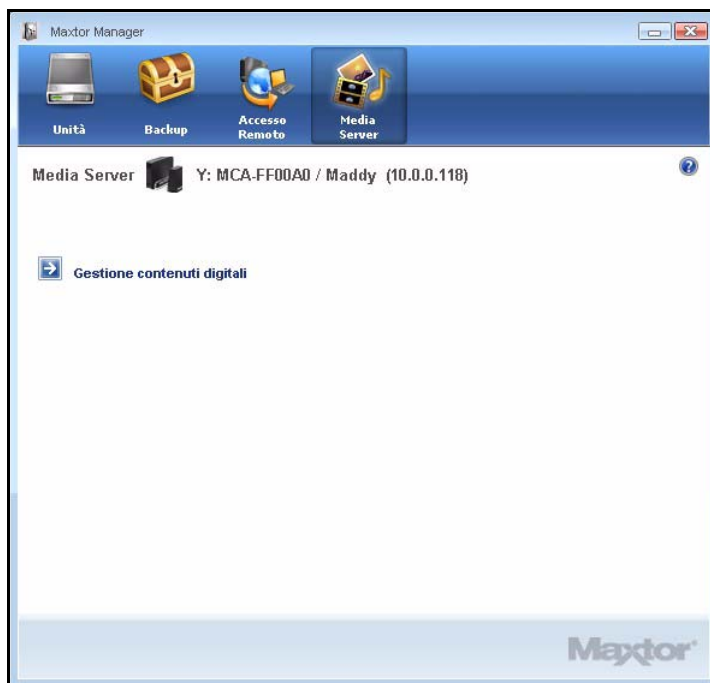 Maxtor Manager
Unità
Backup
Accesso
Remoto
Media
Server
Media Server
Y: MCA-FF00A0 / Maddy (10.0.0.118)
Gestione contenuti digitali
Maxtor